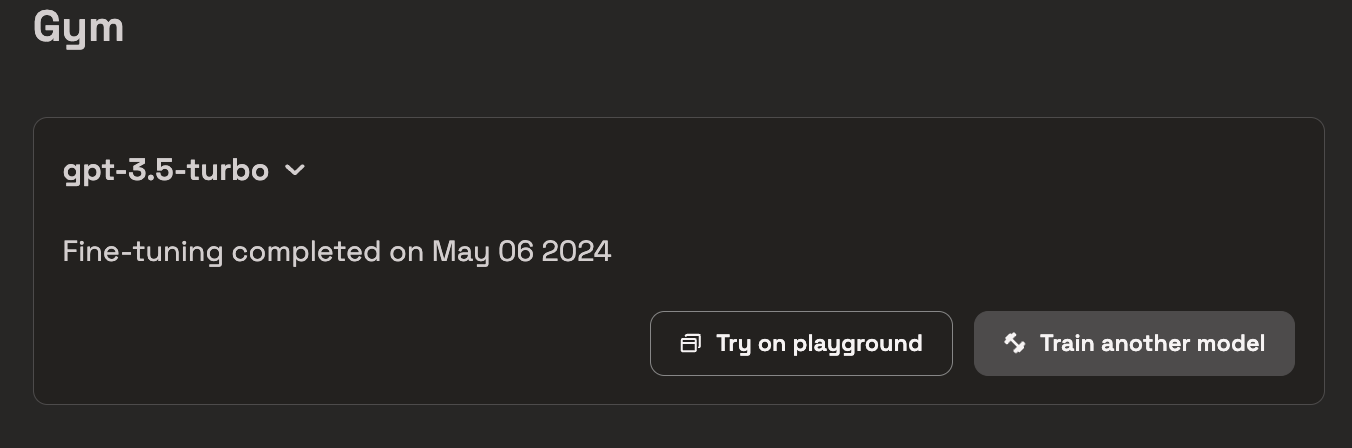 Gym
gpt-3.5-turbo
Fine-tuning completed on May 06 2024
Try on playground
Train another model